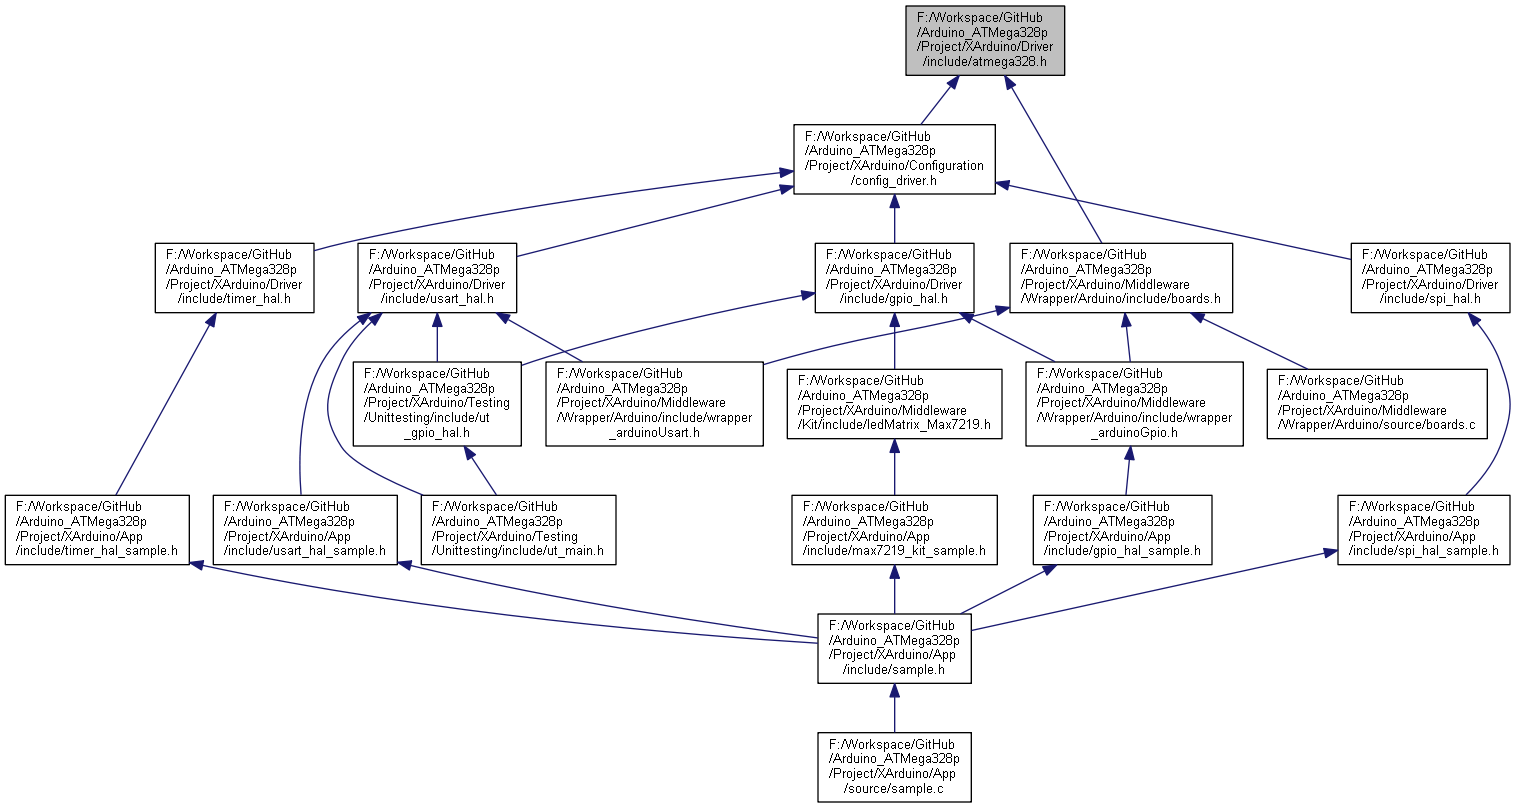 F:/Workspace/GitHub
/Arduino_ATMega328p
/Project/XArduino/Driver
/include/atmega328.h
F:/Workspace/GitHub
/Arduino_ATMega328p
/Project/XArduino/Configuration
/config_driver.h
F:/Workspace/GitHub
/Arduino_ATMega328p
/Project/XArduino/Driver
/include/timer_hal.h
F:/Workspace/GitHub
/Arduino_ATMega328p
/Project/XArduino/Driver
/include/usart_hal.h
F:/Workspace/GitHub
/Arduino_ATMega328p
/Project/XArduino/Driver
/include/gpio_hal.h
F:/Workspace/GitHub
/Arduino_ATMega328p
/Project/XArduino/Middleware
/Wrapper/Arduino/include/boards.h
F:/Workspace/GitHub
/Arduino_ATMega328p
/Project/XArduino/Driver
/include/spi_hal.h
F:/Workspace/GitHub
/Arduino_ATMega328p
/Project/XArduino/Testing
/Unittesting/include/ut
_gpio_hal.h
F:/Workspace/GitHub
/Arduino_ATMega328p
/Project/XArduino/Middleware
/Wrapper/Arduino/include/wrapper
_arduinoUsart.h
F:/Workspace/GitHub
/Arduino_ATMega328p
/Project/XArduino/Middleware
/Kit/include/ledMatrix_Max7219.h
F:/Workspace/GitHub
/Arduino_ATMega328p
/Project/XArduino/Middleware
/Wrapper/Arduino/include/wrapper
_arduinoGpio.h
F:/Workspace/GitHub
/Arduino_ATMega328p
/Project/XArduino/Middleware
/Wrapper/Arduino/source/boards.c
F:/Workspace/GitHub
/Arduino_ATMega328p
/Project/XArduino/App
/include/timer_hal_sample.h
F:/Workspace/GitHub
/Arduino_ATMega328p
/Project/XArduino/App
/include/usart_hal_sample.h
F:/Workspace/GitHub
/Arduino_ATMega328p
/Project/XArduino/Testing
/Unittesting/include/ut_main.h
F:/Workspace/GitHub
/Arduino_ATMega328p
/Project/XArduino/App
/include/max7219_kit_sample.h
F:/Workspace/GitHub
/Arduino_ATMega328p
/Project/XArduino/App
/include/gpio_hal_sample.h
F:/Workspace/GitHub
/Arduino_ATMega328p
/Project/XArduino/App
/include/spi_hal_sample.h
F:/Workspace/GitHub
/Arduino_ATMega328p
/Project/XArduino/App
/include/sample.h
F:/Workspace/GitHub
/Arduino_ATMega328p
/Project/XArduino/App
/source/sample.c